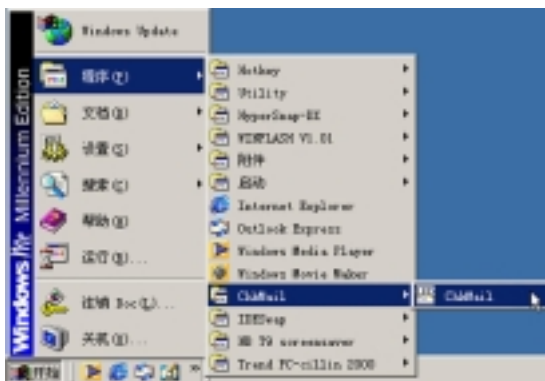 Windows Me Millennium Edition
Windows Update
程序(P)
文档(D)
设置(S)
搜索(C)
帮助(H)
运行(R)...
注销 Doc(L)...
关机(U)...
Hotkey
Utility
HyperSnap-DX
WINFLASH V1.01
附件
启动
Internet Explorer
Outlook Express
Windows Media Player
Windows Movie Maker
ChkMail
IDESwap
screensaver
Trend PC-cillin 2000
ChkMail
开始